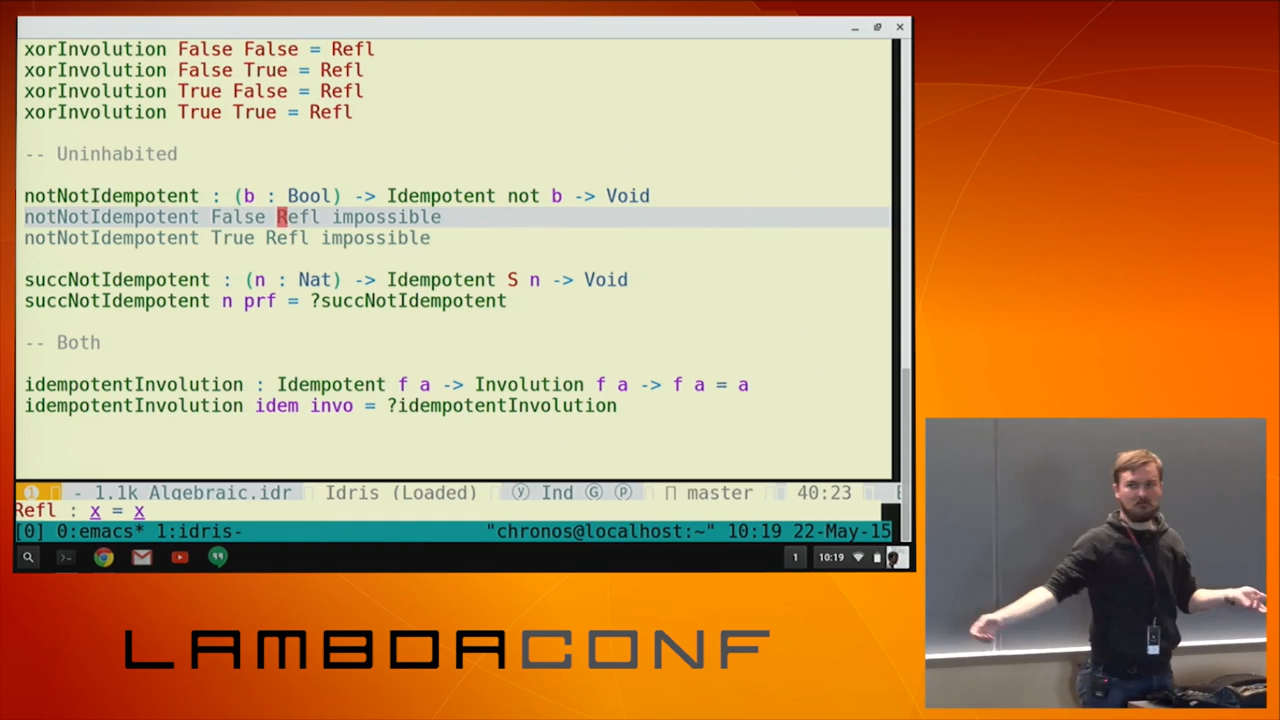 xorInvolution False False = Refl
xorInvolution False True = Refl
xorInvolution True False = Refl
xorInvolution True True = Refl
-- Uninhabited
notNotIdempotent : (b : Bool) -> Idempotent not b -> Void
notNotIdempotent False Refl impossible
notNotIdempotent True Refl impossible
succNotIdempotent : (n : Nat) -> Idempotent S n -> Void
succNotIdempotent n prf = ?succNotIdempotent
-- Both
idempotentInvolution : Idempotent f a -> Involution f a -> f a = a
idempotentInvolution idem invo = ?idempotentInvolution
- 1.1k Algebraic.idr Idris (Loaded) ⓨ Ind Ⓖ ⓟ master 40:23
Refl : x = x
[0] 0:emacs* 1:idris- "chronos@localhost:~" 10:19 22-May-15
1 10:19
LAMBDACONF